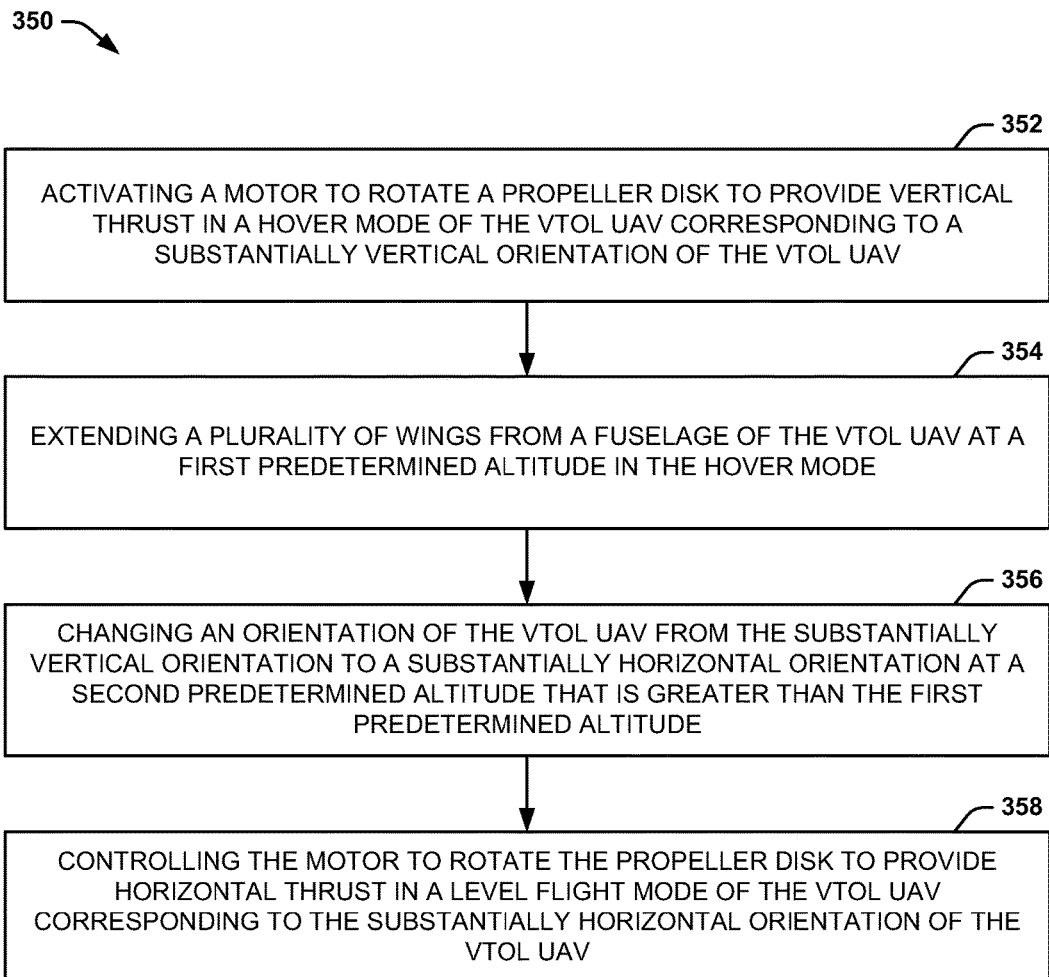 350
352
ACTIVATING A MOTOR TO ROTATE A PROPELLER DISK TO PROVIDE VERTICAL
THRUST IN A HOVER MODE OF THE VTOL UAV CORRESPONDING TO A
SUBSTANTIALLY VERTICAL ORIENTATION OF THE VTOL UAV
354
EXTENDING A PLURALITY OF WINGS FROM A FUSELAGE OF THE VTOL UAV AT A
FIRST PREDETERMINED ALTITUDE IN THE HOVER MODE
356
CHANGING AN ORIENTATION OF THE VTOL UAV FROM THE SUBSTANTIALLY
VERTICAL ORIENTATION TO A SUBSTANTIALLY HORIZONTAL ORIENTATION AT A
SECOND PREDETERMINED ALTITUDE THAT IS GREATER THAN THE FIRST
PREDETERMINED ALTITUDE
358
CONTROLLING THE MOTOR TO ROTATE THE PROPELLER DISK TO PROVIDE
HORIZONTAL THRUST IN A LEVEL FLIGHT MODE OF THE VTOL UAV
CORRESPONDING TO THE SUBSTANTIALLY HORIZONTAL ORIENTATION OF THE
VTOL UAV